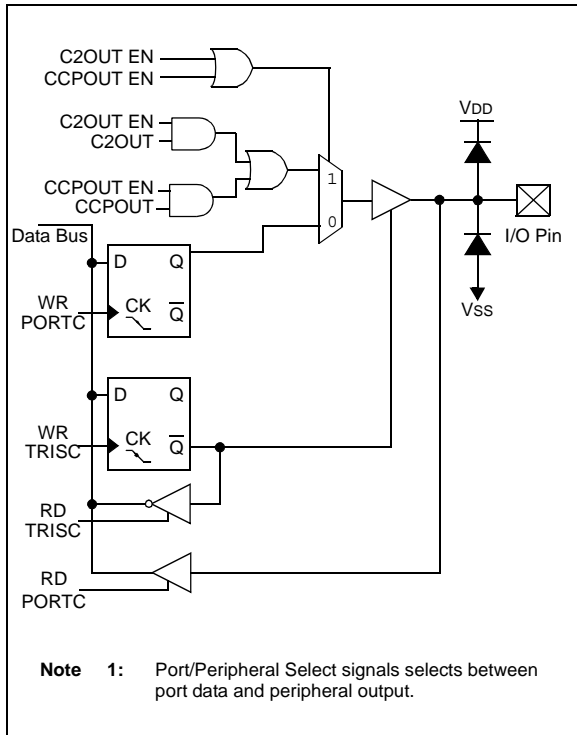 C2OUT EN
CCPOUT EN
C2OUT EN
C2OUT
CCPOUT EN
CCPOUT
VDD
1
0
I/O Pin
VSS
Data Bus
D Q
WR
PORTC
CK Q
D Q
WR
TRISC
CK Q
RD
TRISC
RD
PORTC
Note 1: Port/Peripheral Select signals selects between
port data and peripheral output.